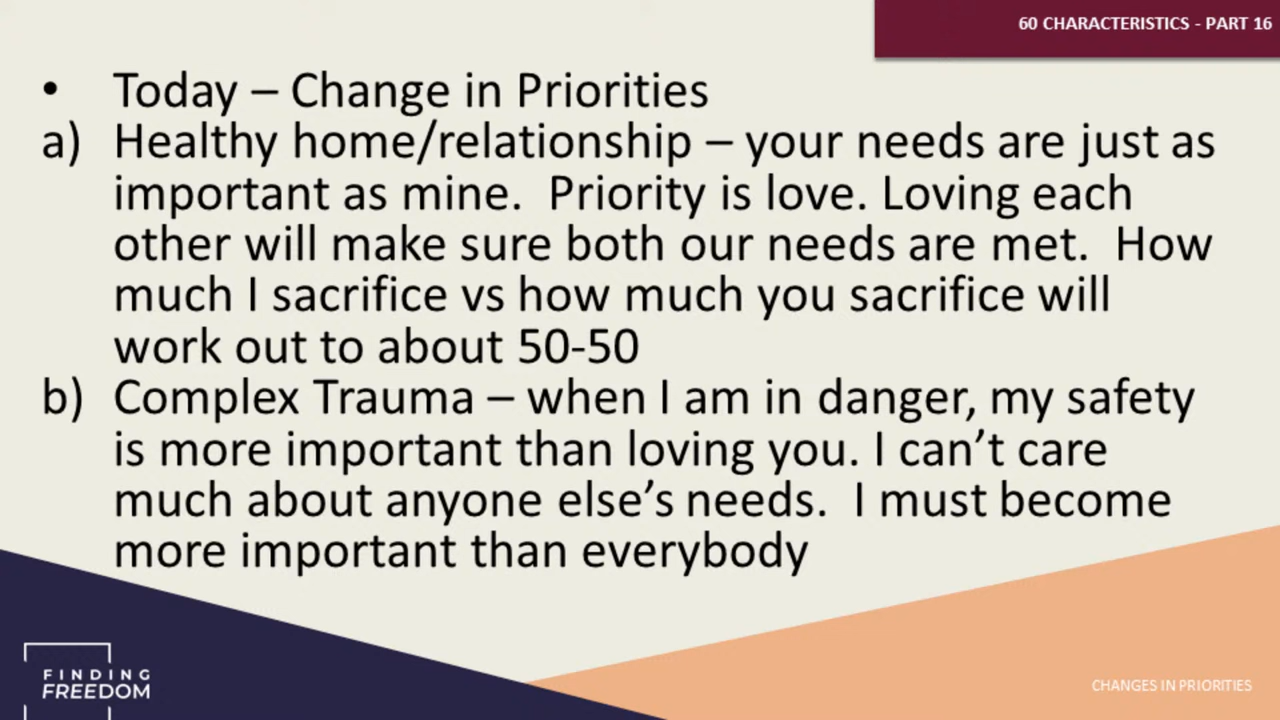 60 CHARACTERISTICS - PART 16
• Today – Change in Priorities
a) Healthy home/relationship – your needs are just as
important as mine.  Priority is love. Loving each
other will make sure both our needs are met.  How
much I sacrifice vs how much you sacrifice will
work out to about 50-50
b) Complex Trauma – when I am in danger, my safety
is more important than loving you. I can’t care
much about anyone else’s needs.  I must become
more important than everybody
FINDING
FREEDOM
CHANGES IN PRIORITIES